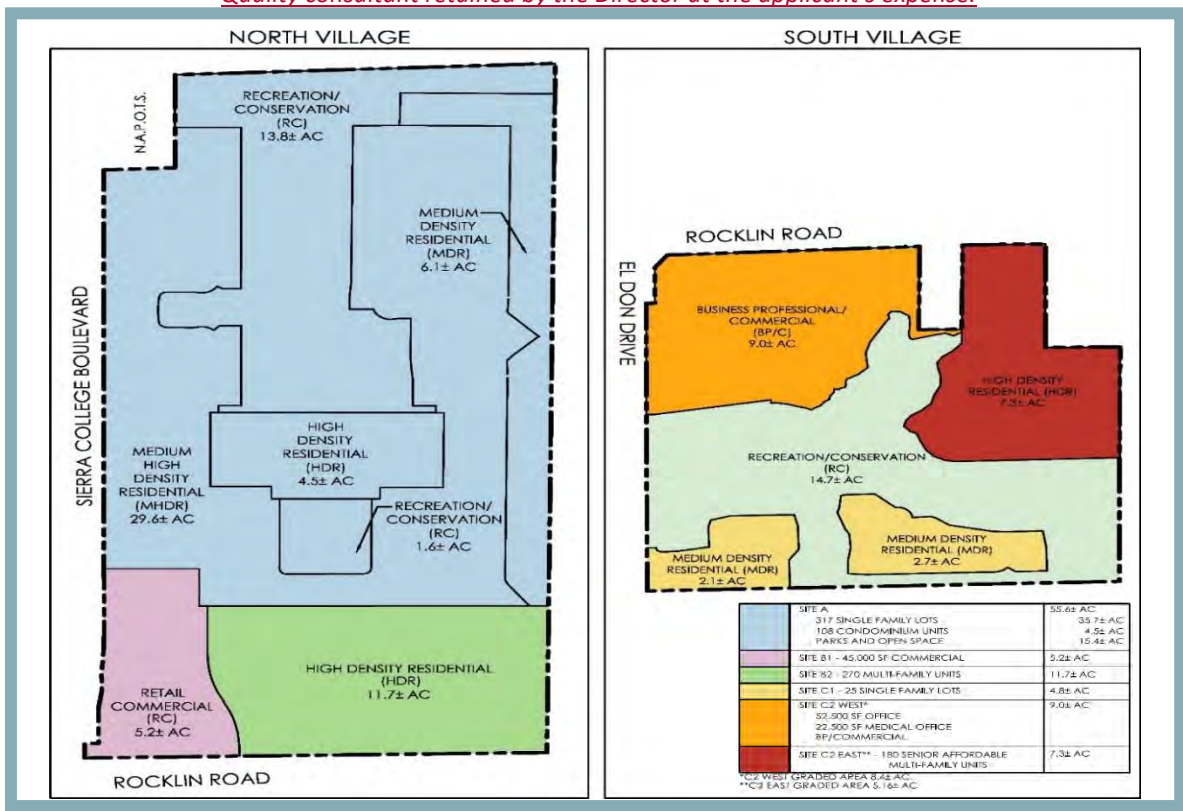 Quality consultant retained by the Director at the applicant's expense.
NORTH VILLAGE
N.A.P.O.T.S.
RECREATION/
CONSERVATION
(RC)
13.8± AC
MEDIUM
DENSITY
RESIDENTIAL
(MDR)
6.1± AC
SIERRA COLLEGE BOULEVARD
HIGH
DENSITY
RESIDENTIAL
(HDR)
4.5± AC
MEDIUM
HIGH
DENSITY
RESIDENTIAL
(MHDR)
29.6± AC
RECREATION/
CONSERVATION
(RC)
1.6± AC
HIGH DENSITY RESIDENTIAL
(HDR)
11.7± AC
RETAIL
COMMERCIAL
(RC)
5.2± AC
ROCKLIN ROAD
SOUTH VILLAGE
ROCKLIN ROAD
EL DON DRIVE
BUSINESS PROFESSIONAL/
COMMERCIAL
(BP/C)
9.0± AC
HIGH DENSITY
RESIDENTIAL (HDR)
7.3± AC
RECREATION/CONSERVATION
(RC)
14.7± AC
MEDIUM DENSITY
RESIDENTIAL (MDR)
2.1± AC
MEDIUM DENSITY
RESIDENTIAL (MDR)
2.7± AC
SITE A 55.6± AC
317 SINGLE FAMILY LOTS 35.7± AC
108 CONDOMINIUM UNITS 4.5± AC
PARKS AND OPEN SPACE 15.4± AC
SITE B1 - 45,000 SF COMMERCIAL 5.2± AC
SITE B2 - 270 MULTI-FAMILY UNITS 11.7± AC
SITE C1 - 25 SINGLE FAMILY LOTS 4.8± AC
SITE C2 WEST* 9.0± AC
52,500 SF OFFICE
22,500 SF MEDICAL OFFICE
BP/COMMERCIAL
SITE C2 EAST** - 180 SENIOR AFFORDABLE 7.3± AC
MULTI-FAMILY UNITS
*C2 WEST GRADED AREA 8.4± AC
**C2 EAST GRADED AREA 5.16± AC